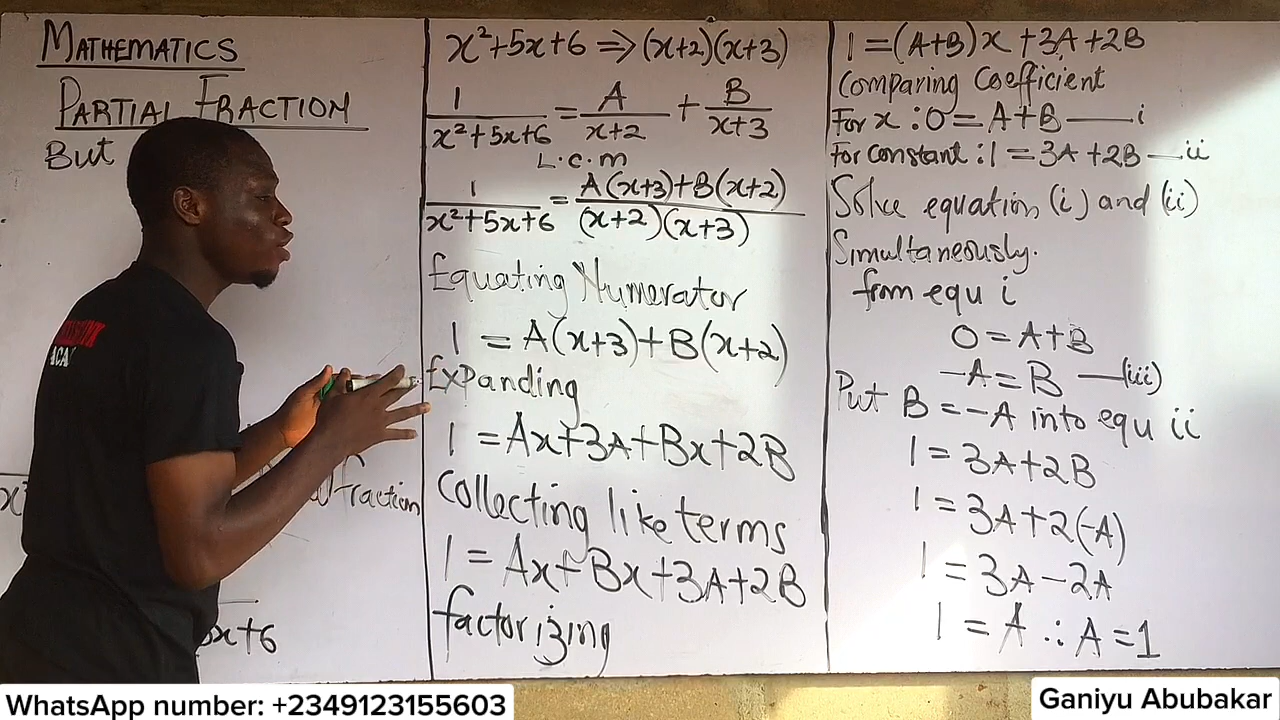 MATHEMATICS
PARTIAL FRACTION
But
fraction
x+6
x²+5x+6 => (x+2)(x+3)
1/(x²+5x+6) = A/(x+2) + B/(x+3)
L.c.m
1/(x²+5x+6) = (A(x+3)+B(x+2))/((x+2)(x+3))
Equating Numerator
1 = A(x+3)+B(x+2)
Expanding
1 = Ax+3A+Bx+2B
Collecting like terms
1 = Ax+Bx+3A+2B
factorizing
1 = (A+B)x +3A+2B
Comparing Coefficient
For x : 0 = A+B — i
For constant : 1 = 3A+2B — ii
Solve equation (i) and (ii)
Simultaneously.
from equ i
0 = A+B
-A = B — (iii)
Put B = -A into equ ii
1 = 3A+2B
1 = 3A+2(-A)
1 = 3A-2A
1 = A ∴ A = 1
WhatsApp number: +2349123155603
Ganiyu Abubakar